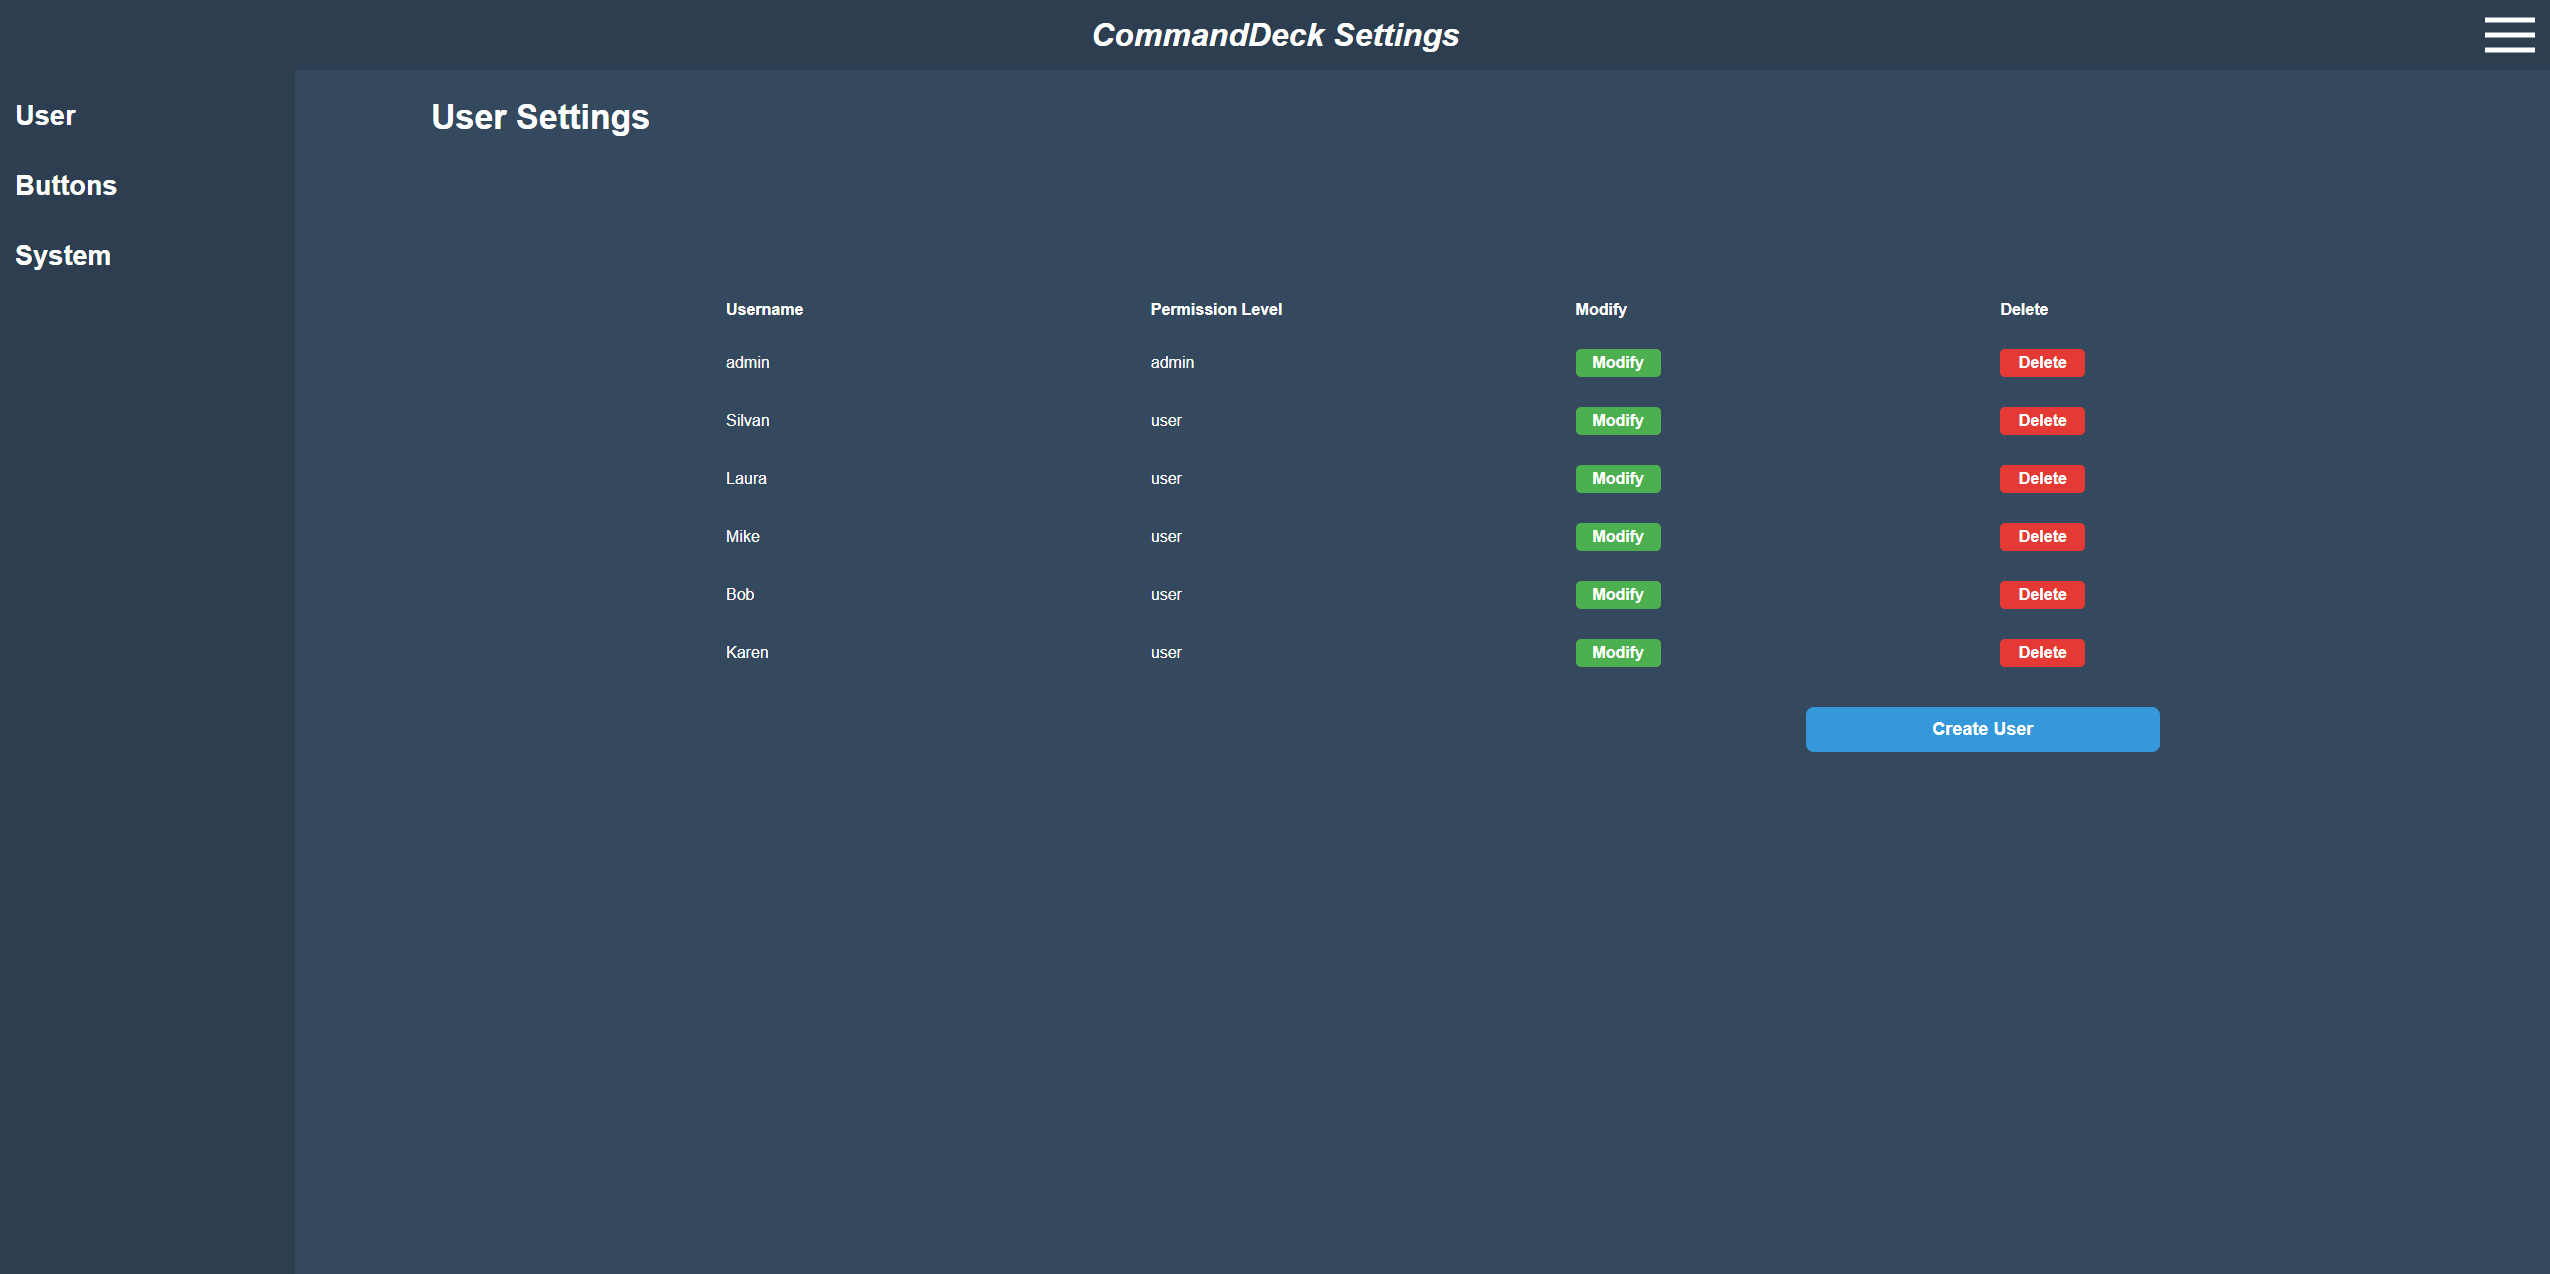 CommandDeck Settings
User
Buttons
System
User Settings
Username Permission Level Modify Delete
admin admin Modify Delete
Silvan user Modify Delete
Laura user Modify Delete
Mike user Modify Delete
Bob user Modify Delete
Karen user Modify Delete
Create User